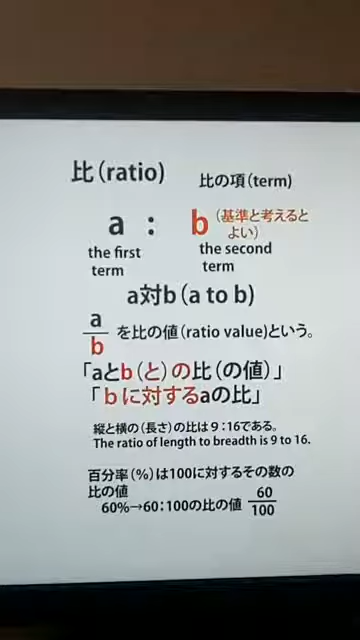 比(ratio)
比の項(term)
a : b(基準と考えると
よい)
the first
term
the second
term
a対b(a to b)
a
b
を比の値(ratio value)という。
「aとb(と)の比(の値)」
「bに対するaの比」
縦と横の(長さ)の比は9:16である。
The ratio of length to breadth is 9 to 16.
百分率(%)は100に対するその数の
比の値
60%→60:100の比の値 60
100